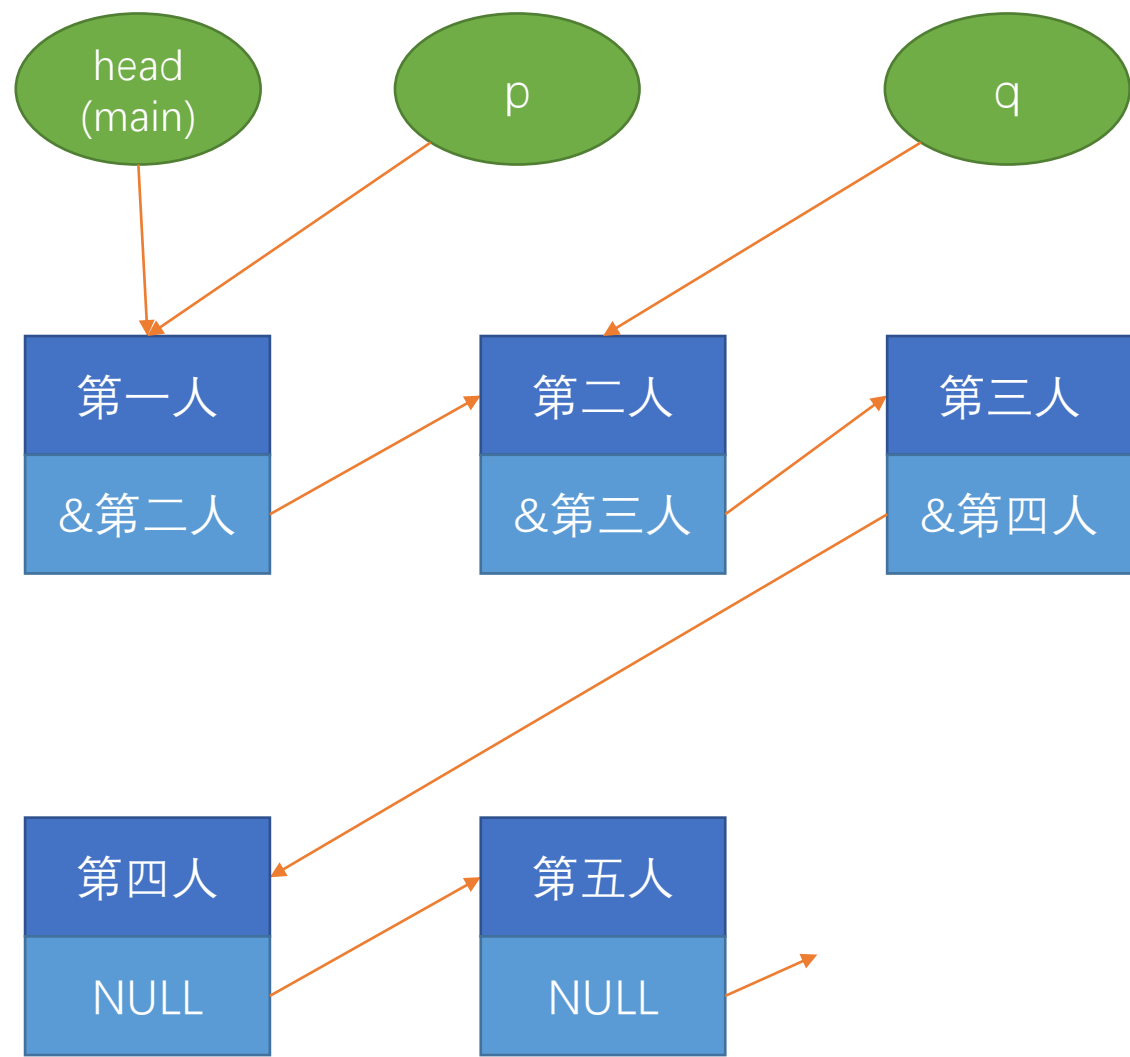 head
(main)
p
q
第一人
第二人
第三人
&第二人
&第三人
&第四人
第四人
第五人
NULL
NULL